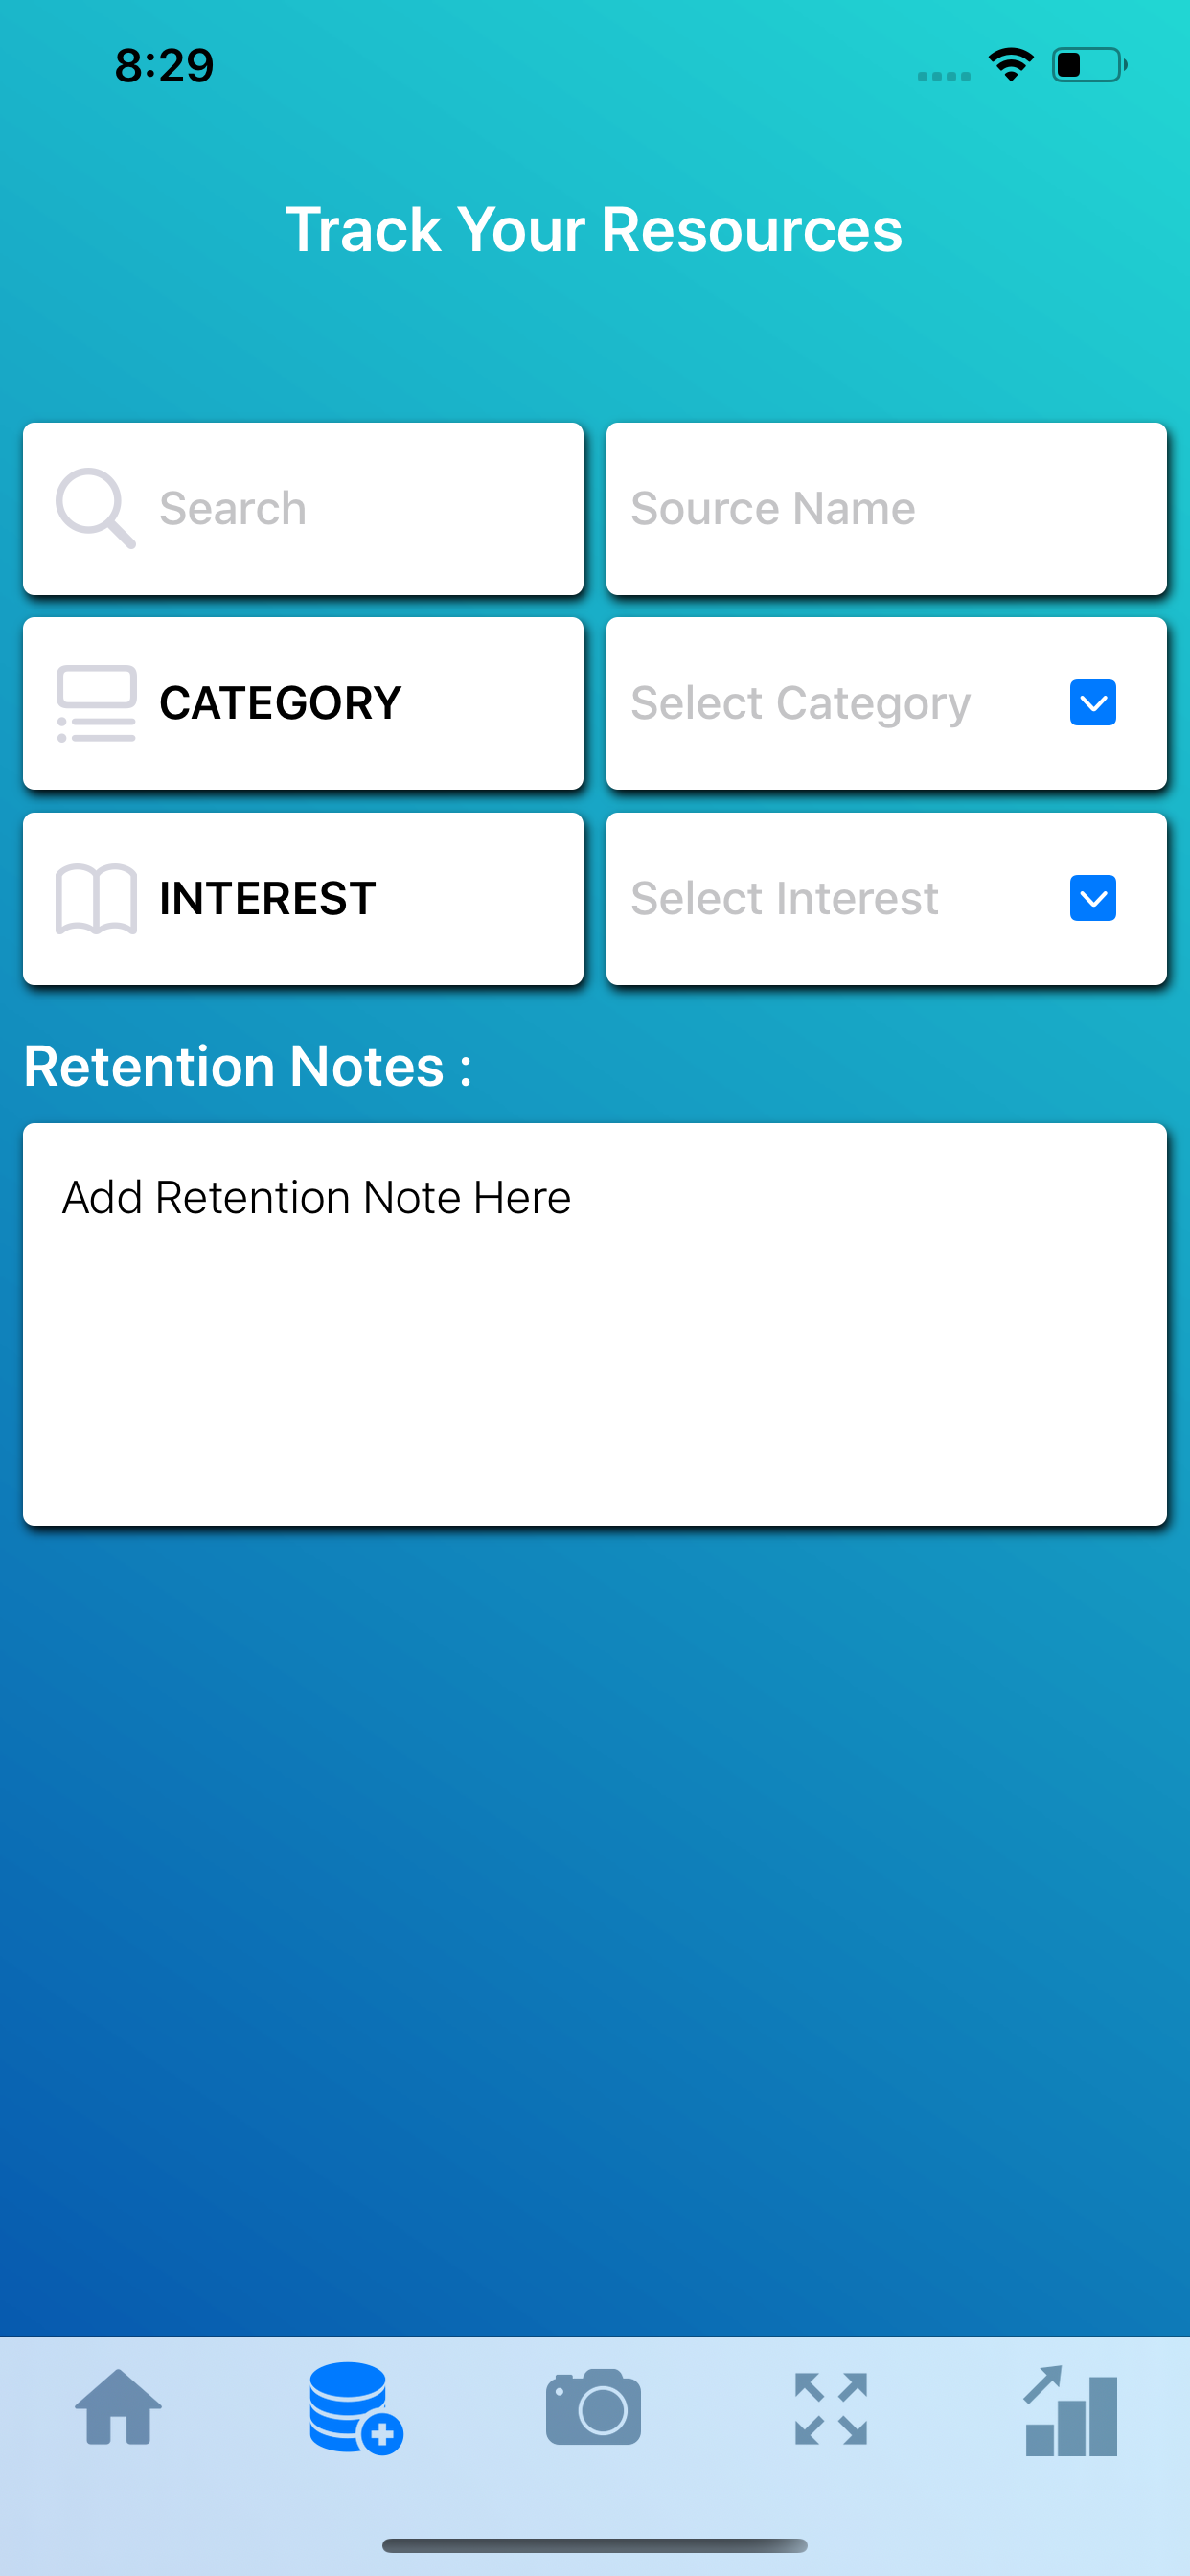 8:29
Track Your Resources
Search
Source Name
CATEGORY
Select Category
INTEREST
Select Interest
Retention Notes :
Add Retention Note Here